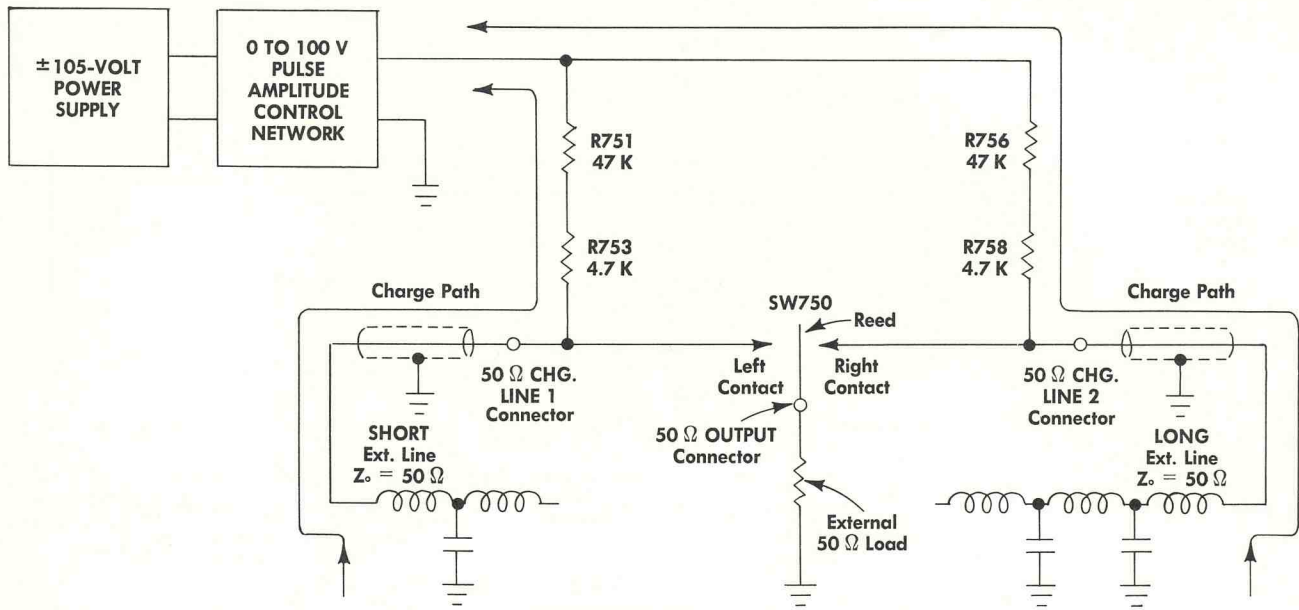 ± 105-VOLT
POWER
SUPPLY
0 TO 100 V
PULSE
AMPLITUDE
CONTROL
NETWORK
R751
47 K
R756
47 K
R753
4.7 K
R758
4.7 K
Charge Path
SW750
Reed
Charge Path
Left
Contact
Right
Contact
50 Ω CHG.
LINE 1
Connector
50 Ω CHG.
LINE 2
Connector
50 Ω OUTPUT
Connector
SHORT
Ext. Line
Zo = 50 Ω
LONG
Ext. Line
Zo = 50 Ω
External
50 Ω Load